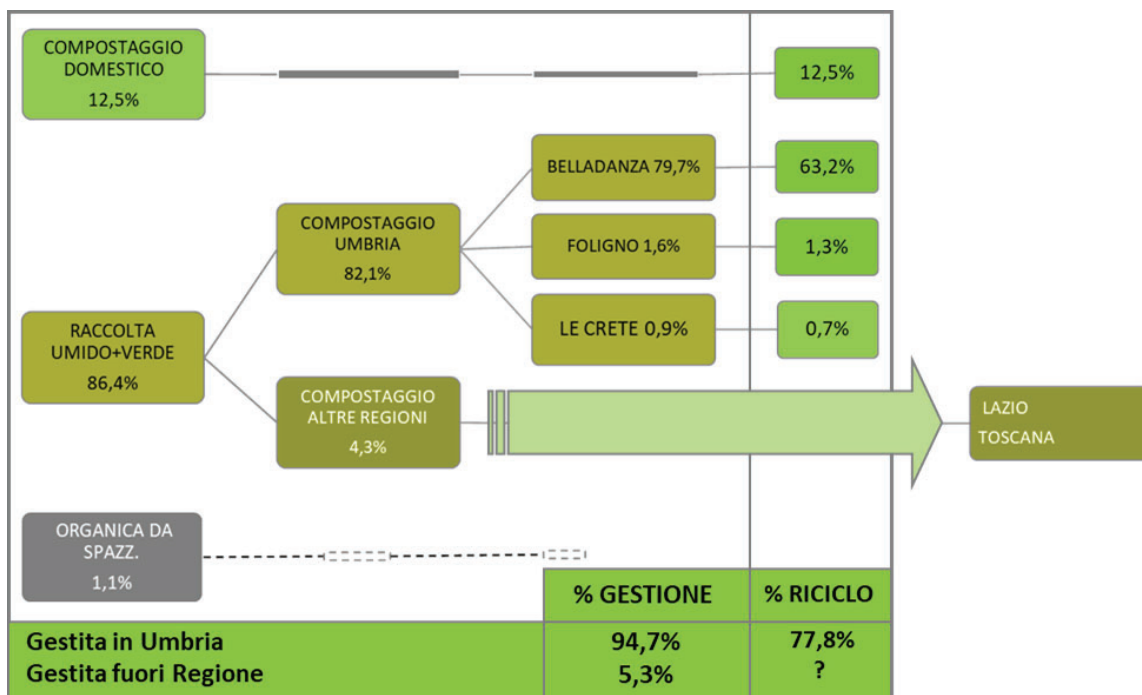 COMPOSTAGGIO
DOMESTICO
12,5%
12,5%
BELLADANZA 79,7%
63,2%
COMPOSTAGGIO
UMBRIA
82,1%
FOLIGNO 1,6%
1,3%
LE CRETE 0,9%
0,7%
RACCOLTA
UMIDO+VERDE
86,4%
COMPOSTAGGIO
ALTRE REGIONI
4,3%
LAZIO
TOSCANA
ORGANICA DA
SPAZZ.
1,1%
% GESTIONE
% RICICLO
Gestita in Umbria 94,7% 77,8%
Gestita fuori Regione 5,3% ?